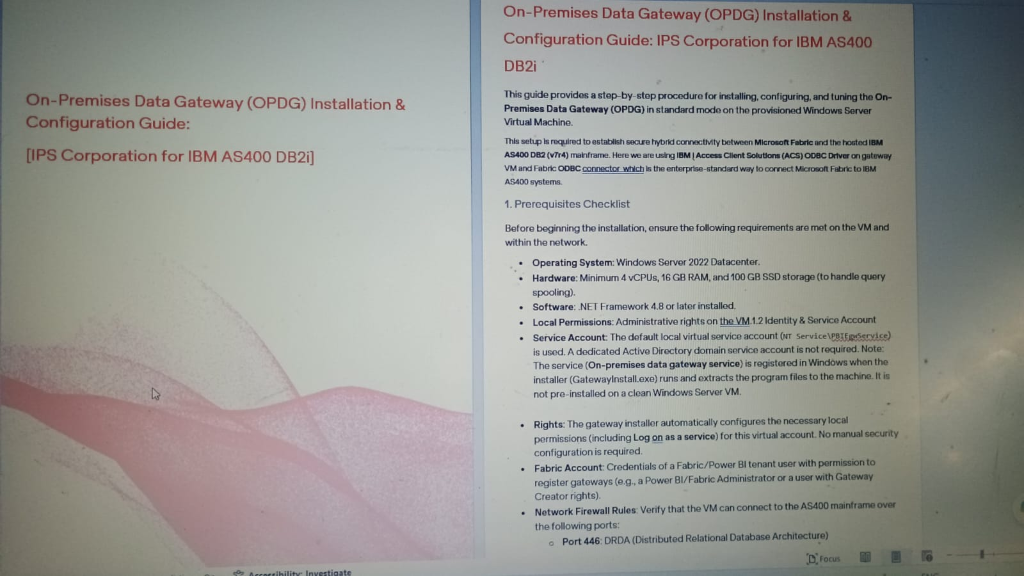 On-Premises Data Gateway (OPDG) Installation &
Configuration Guide:
[IPS Corporation for IBM AS400 DB2i]
On-Premises Data Gateway (OPDG) Installation &
Configuration Guide: IPS Corporation for IBM AS400
DB2i
This guide provides a step-by-step procedure for installing, configuring, and tuning the On-
Premises Data Gateway (OPDG) in standard mode on the provisioned Windows Server
Virtual Machine.
This setup is required to establish secure hybrid connectivity between Microsoft Fabric and the hosted IBM
AS400 DB2 (v7r4) mainframe. Here we are using IBM i Access Client Solutions (ACS) ODBC Driver on gateway
VM and Fabric ODBC connector which is the enterprise-standard way to connect Microsoft Fabric to IBM
AS400 systems.
1. Prerequisites Checklist
Before beginning the installation, ensure the following requirements are met on the VM and
within the network.
• Operating System: Windows Server 2022 Datacenter.
• Hardware: Minimum 4 vCPUs, 16 GB RAM, and 100 GB SSD storage (to handle query
spooling).
• Software: .NET Framework 4.8 or later installed.
• Local Permissions: Administrative rights on the VM.1.2 Identity & Service Account
• Service Account: The default local virtual service account (NT Service\PBIEgwService)
is used. A dedicated Active Directory domain service account is not required. Note:
The service (On-premises data gateway service) is registered in Windows when the
installer (GatewayInstall.exe) runs and extracts the program files to the machine. It is
not pre-installed on a clean Windows Server VM.
• Rights: The gateway installer automatically configures the necessary local
permissions (including Log on as a service) for this virtual account. No manual security
configuration is required.
• Fabric Account: Credentials of a Fabric/Power BI tenant user with permission to
register gateways (e.g., a Power BI/Fabric Administrator or a user with Gateway
Creator rights).
• Network Firewall Rules: Verify that the VM can connect to the AS400 mainframe over
the following ports:
o Port 446: DRDA (Distributed Relational Database Architecture)
Focus
Accessibility: Investigate